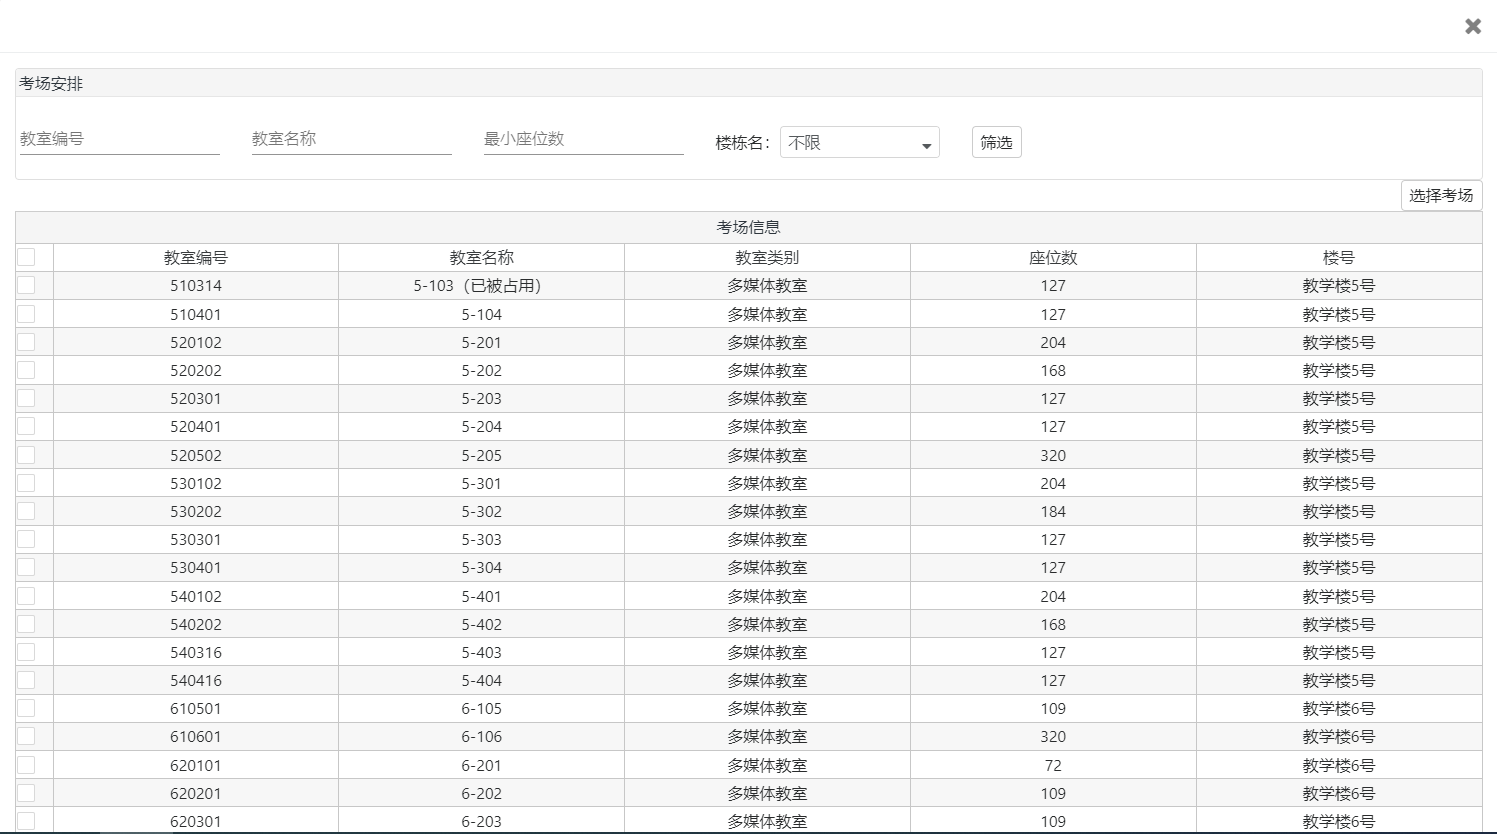 考场安排
教室编号 教室名称 最小座位数 楼栋名： 不限 筛选
选择考场
考场信息
教室编号 教室名称 教室类别 座位数 楼号
510314 5-103（已被占用） 多媒体教室 127 教学楼5号
510401 5-104 多媒体教室 127 教学楼5号
520102 5-201 多媒体教室 204 教学楼5号
520202 5-202 多媒体教室 168 教学楼5号
520301 5-203 多媒体教室 127 教学楼5号
520401 5-204 多媒体教室 127 教学楼5号
520502 5-205 多媒体教室 320 教学楼5号
530102 5-301 多媒体教室 204 教学楼5号
530202 5-302 多媒体教室 184 教学楼5号
530301 5-303 多媒体教室 127 教学楼5号
530401 5-304 多媒体教室 127 教学楼5号
540102 5-401 多媒体教室 204 教学楼5号
540202 5-402 多媒体教室 168 教学楼5号
540316 5-403 多媒体教室 127 教学楼5号
540416 5-404 多媒体教室 127 教学楼5号
610501 6-105 多媒体教室 109 教学楼6号
610601 6-106 多媒体教室 320 教学楼6号
620101 6-201 多媒体教室 72 教学楼6号
620201 6-202 多媒体教室 109 教学楼6号
620301 6-203 多媒体教室 109 教学楼6号